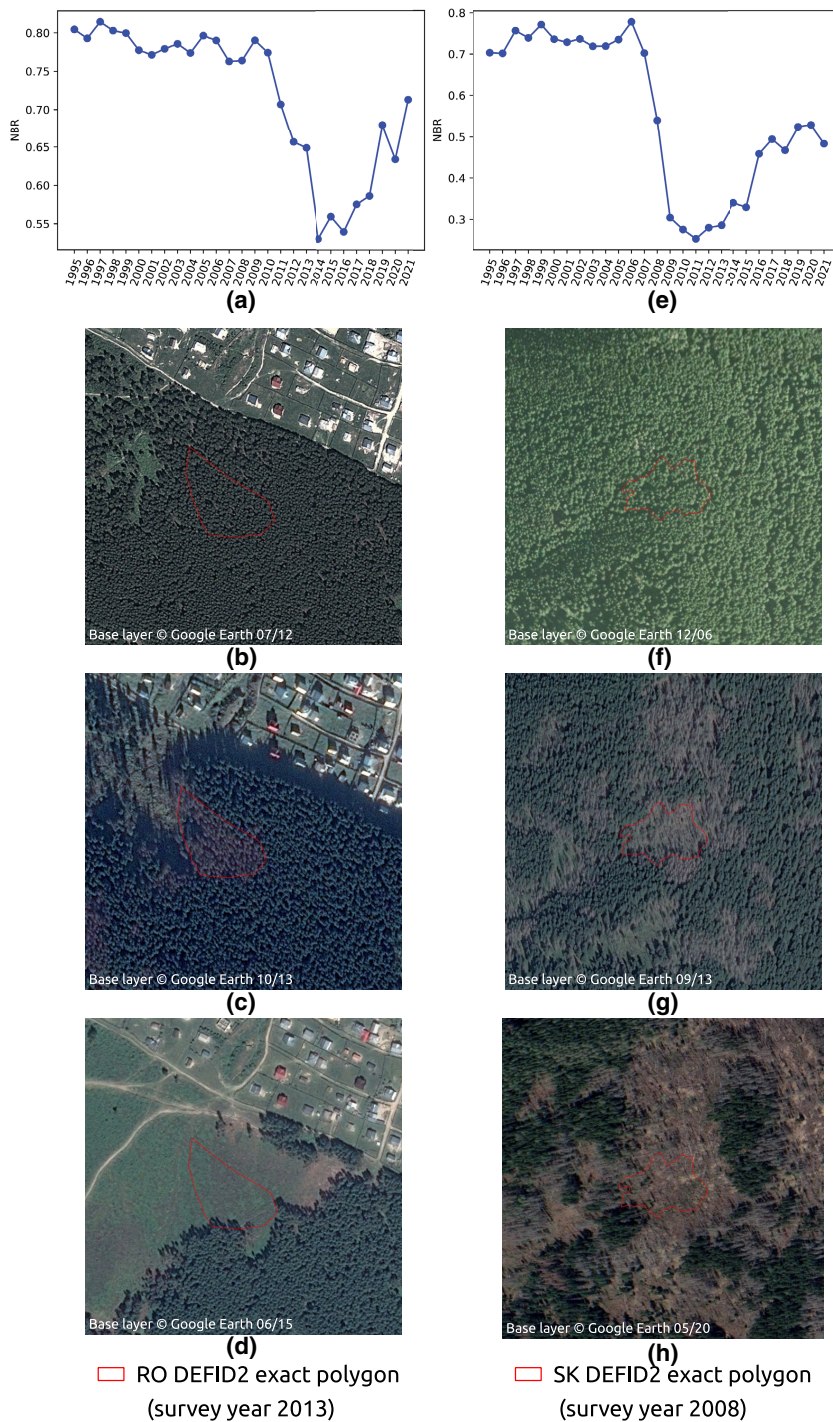 0.80
0.75
0.70
0.65
0.60
0.55
NBR
1995 1996 1997 1998 1999 2000 2001 2002 2003 2004 2005 2006 2007 2008 2009 2010 2011 2012 2013 2014 2015 2016 2017 2018 2019 2020 2021
(a)
0.8
0.7
0.6
0.5
0.4
0.3
NBR
1995 1996 1997 1998 1999 2000 2001 2002 2003 2004 2005 2006 2007 2008 2009 2010 2011 2012 2013 2014 2015 2016 2017 2018 2019 2020 2021
(e)
Base layer © Google Earth 07/12
(b)
Base layer © Google Earth 12/06
(f)
Base layer © Google Earth 10/13
(c)
Base layer © Google Earth 09/13
(g)
Base layer © Google Earth 06/15
(d)
Base layer © Google Earth 05/20
(h)
RO DEFID2 exact polygon
(survey year 2013)
SK DEFID2 exact polygon
(survey year 2008)